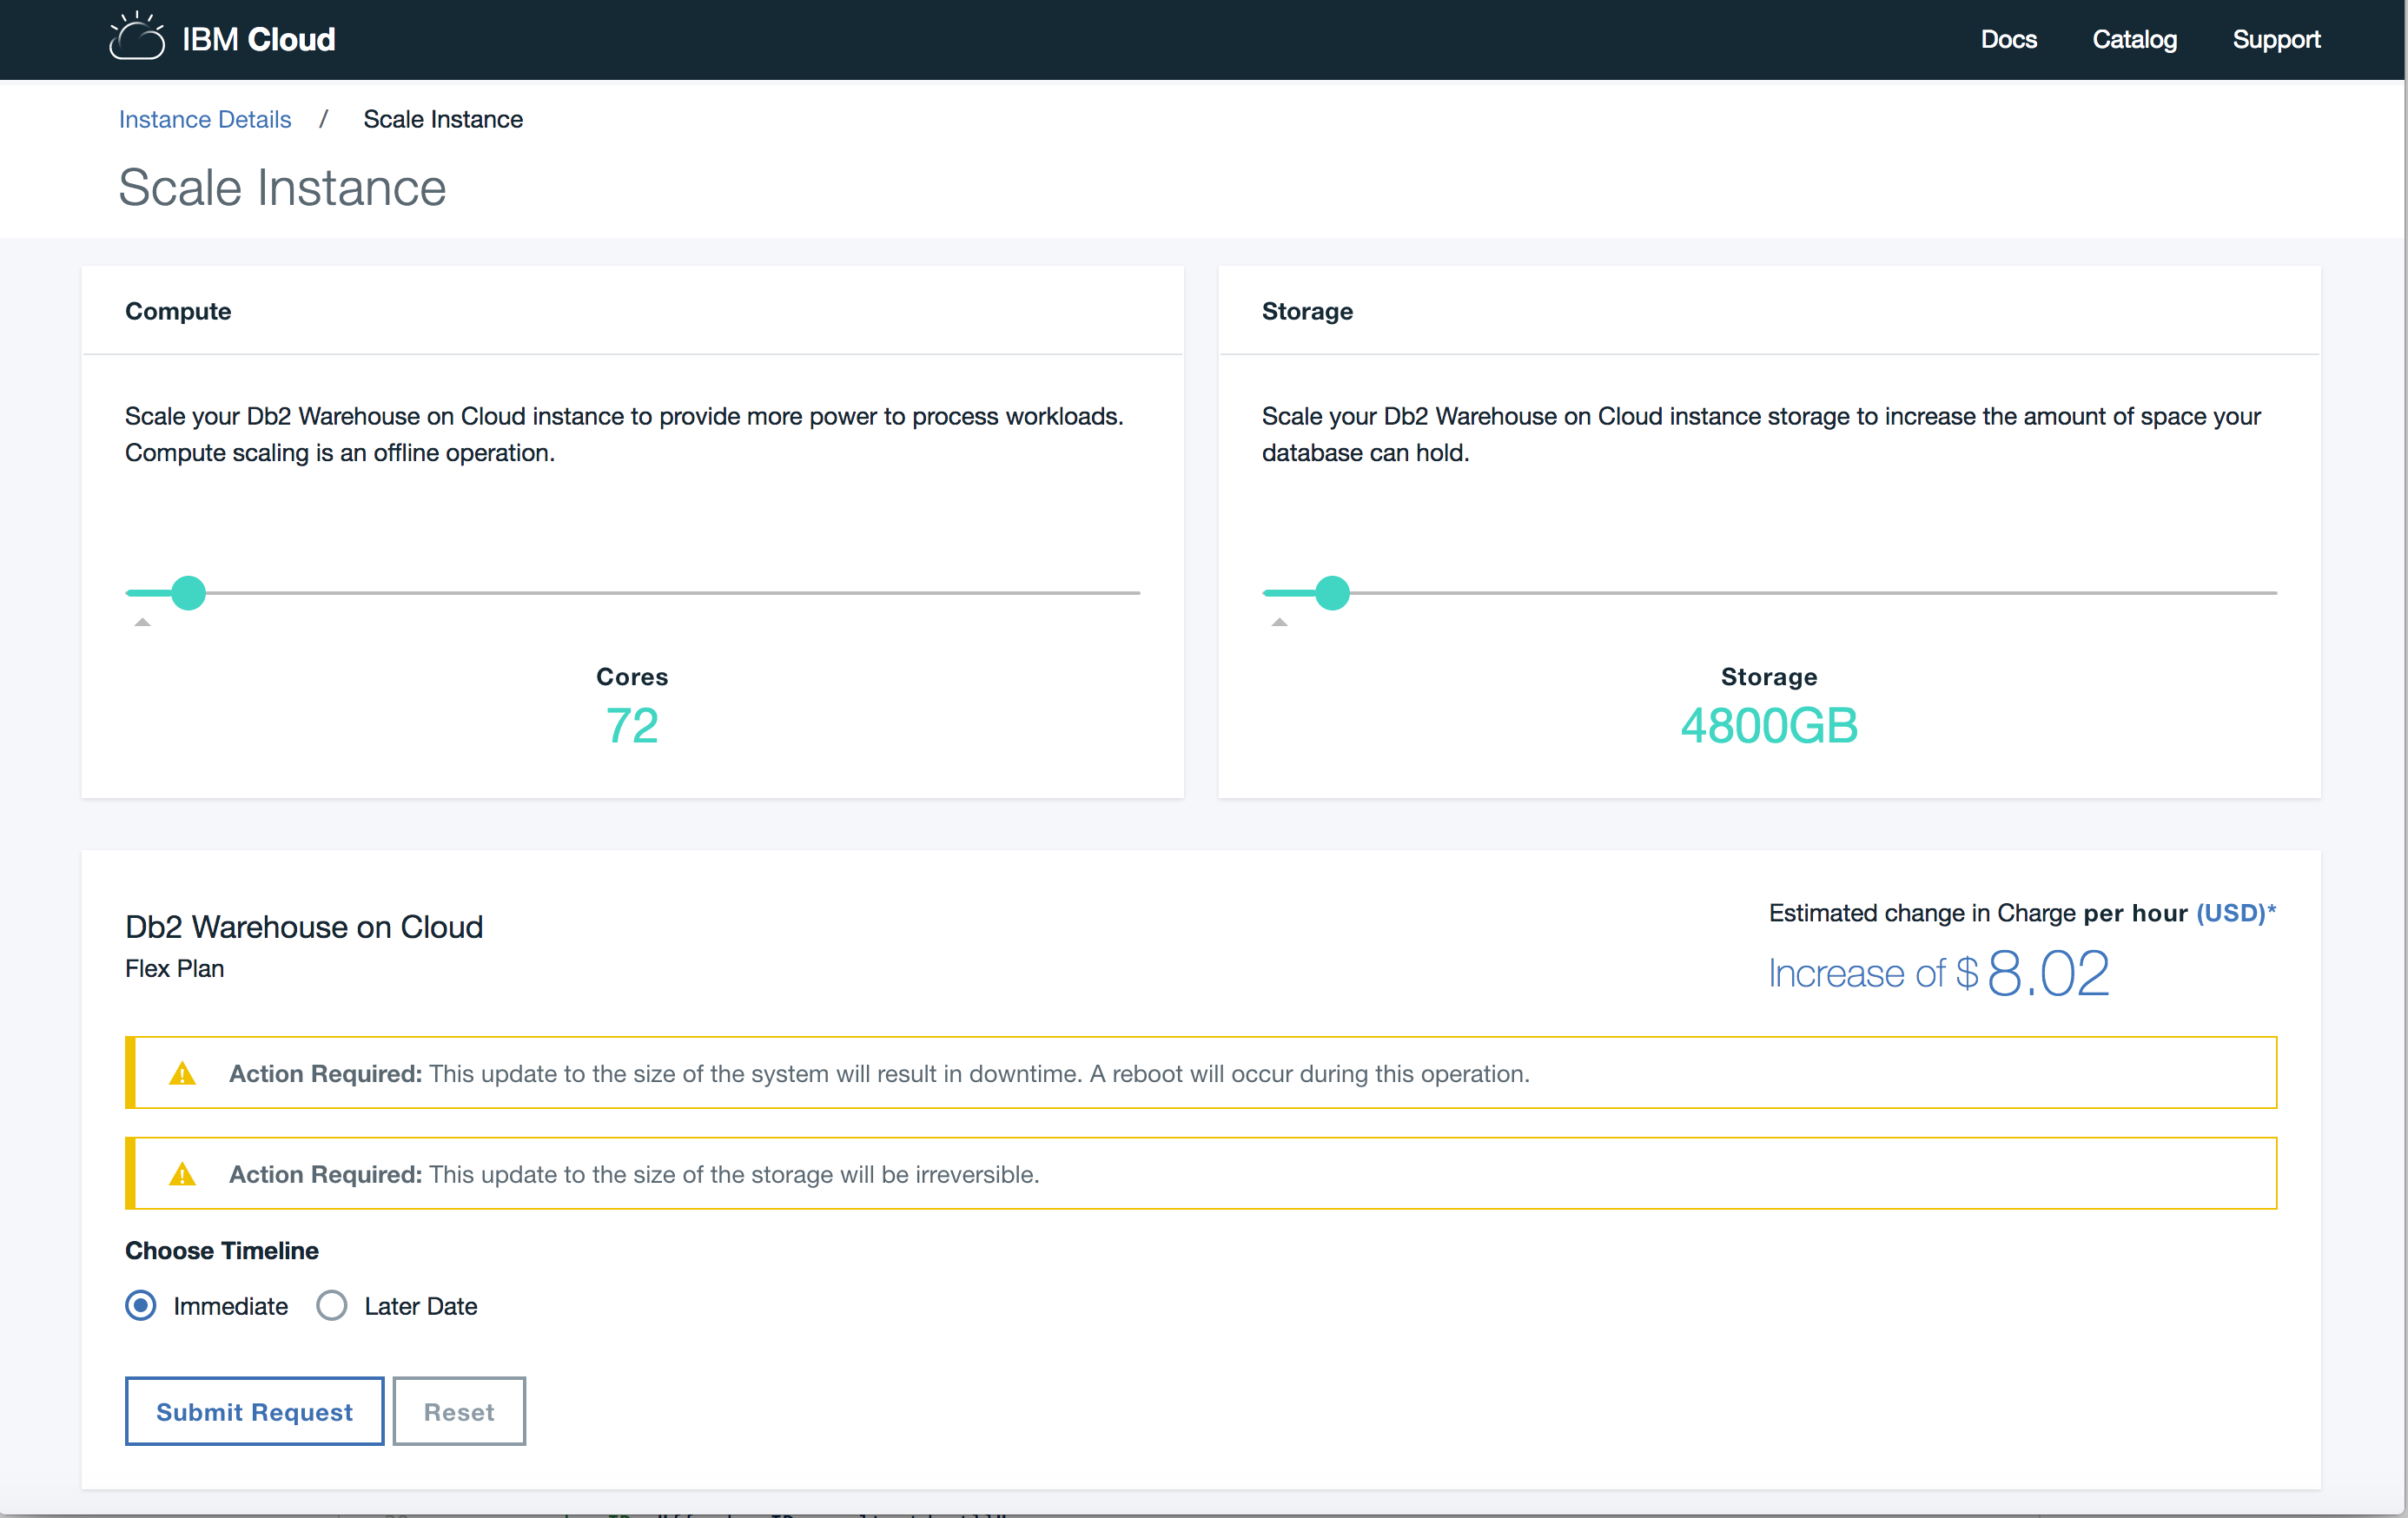 IBM Cloud
Docs
Catalog
Support
Instance Details / Scale Instance
Scale Instance
Compute
Scale your Db2 Warehouse on Cloud instance to provide more power to process workloads.
Compute scaling is an offline operation.
Cores
72
Storage
Scale your Db2 Warehouse on Cloud instance storage to increase the amount of space your
database can hold.
Storage
4800GB
Db2 Warehouse on Cloud
Flex Plan
Estimated change in Charge per hour (USD)*
Increase of $ 8.02
Action Required: This update to the size of the system will result in downtime. A reboot will occur during this operation.
Action Required: This update to the size of the storage will be irreversible.
Choose Timeline
Immediate
Later Date
Submit Request
Reset